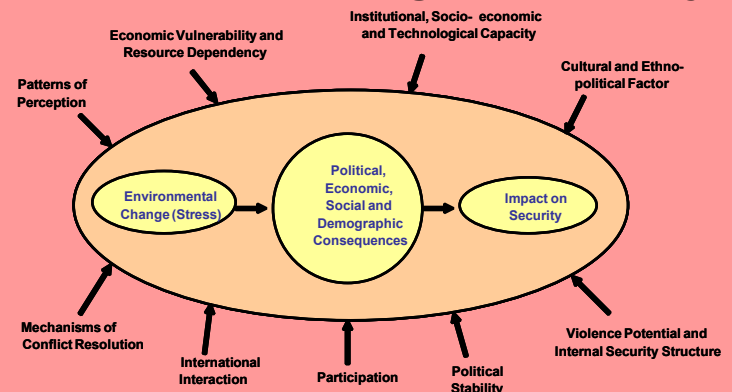 Institutional, Socio- economic
and Technological Capacity
Economic Vulnerability and
Resource Dependency
Cultural and Ethno-
political Factor
Patterns of
Perception
Environmental
Change (Stress)
Political,
Economic,
Social and
Demographic
Consequences
Impact on
Security
Mechanisms of
Conflict Resolution
International
Interaction
Participation
Political
Stability
Violence Potential and
Internal Security Structure